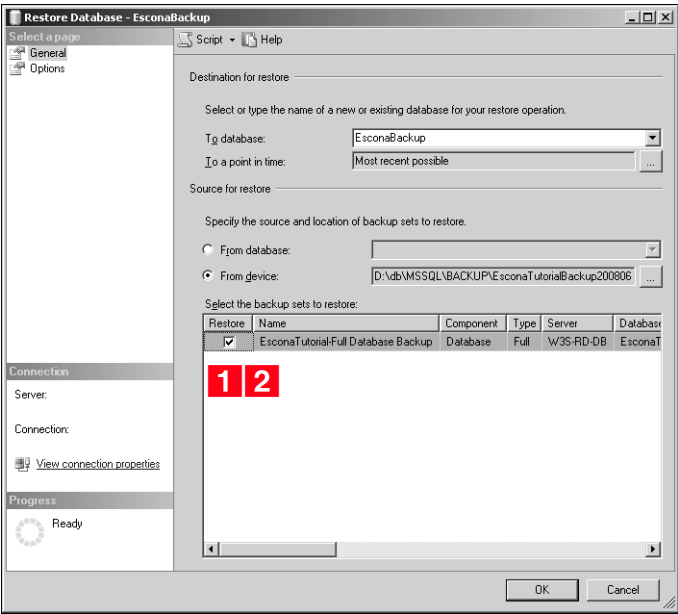 Restore Database - EsconaBackup
Select a page
General
Options
Script
Help
Destination for restore
Select or type the name of a new or existing database for your restore operation.
To database:
EsconaBackup
To a point in time:
Most recent possible
...
Source for restore
Specify the source and location of backup sets to restore.
From database:
From device:
D:\db\MSSQL\BACKUP\EsconaTutorialBackup200806
...
Select the backup sets to restore:
Restore Name Component Type Server Database
EsconaTutorial-Full Database Backup Database Full W3S-RD-DB EsconaT
1 2
Connection
Server:
Connection:
View connection properties
Progress
Ready
OK
Cancel